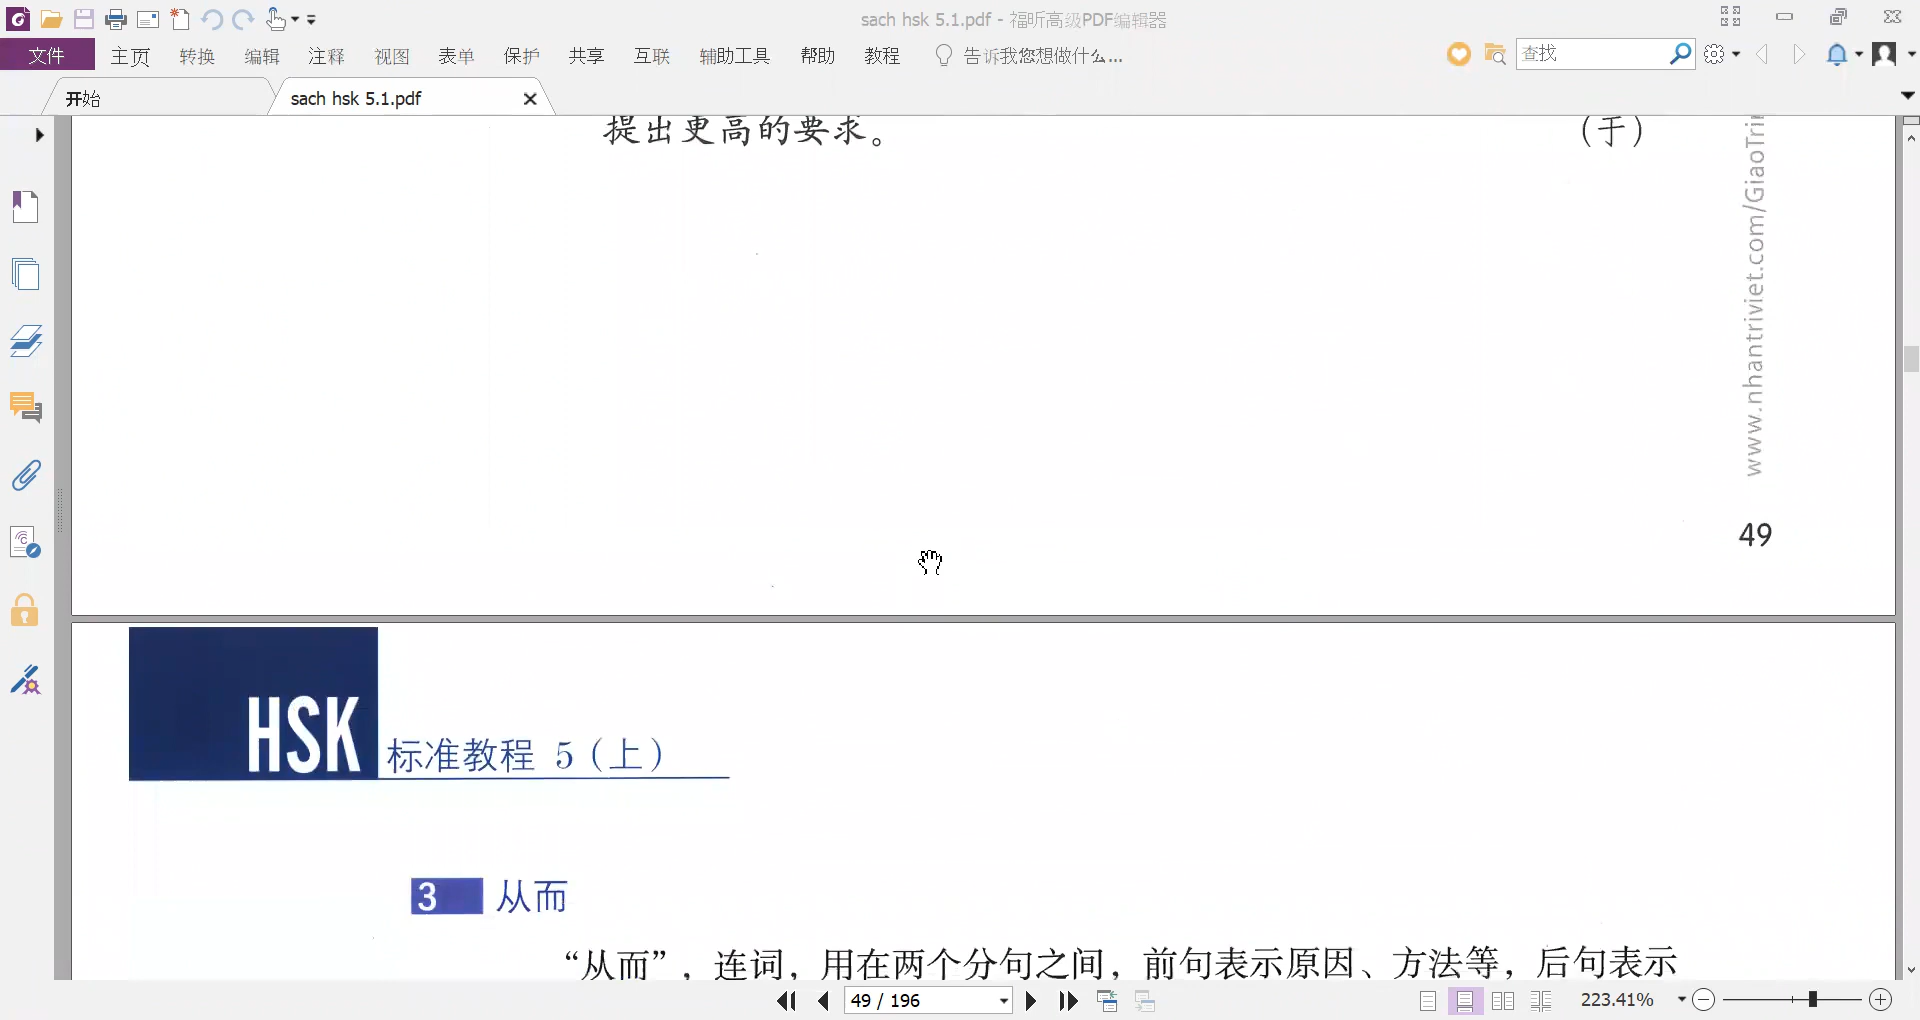 sach hsk 5.1.pdf - 福昕高级PDF编辑器
文件 主页 转换 编辑 注释 视图 表单 保护 共享 互联 辅助工具 帮助 教程 告诉我您想做什么...
查找
开始
sach hsk 5.1.pdf
提出更高的要求。 (于)
www.nhantriviet.com/GiaoTri
49
HSK 标准教程 5(上)
3 从而
“从而”,连词,用在两个分句之间,前句表示原因、方法等,后句表示
49 / 196
223.41%